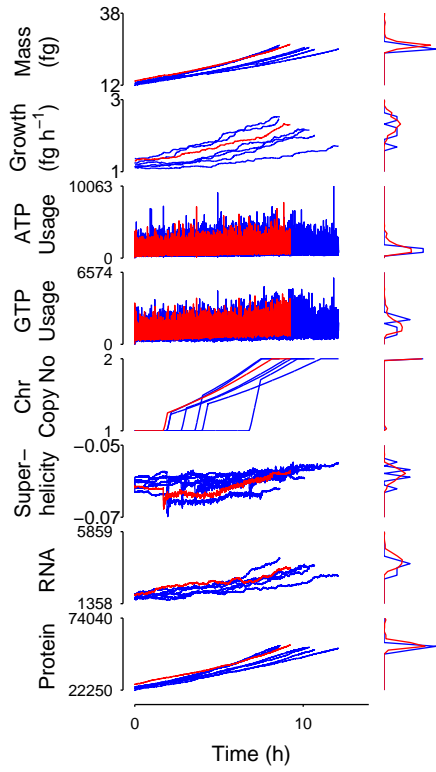 38
Mass
(fg)
12
3
Growth
(fg h⁻¹)
1
10063
ATP
Usage
0
6574
GTP
Usage
0
2
Chr
Copy No
1
−0.05
Super−
helicity
−0.07
5859
RNA
1358
74040
Protein
22250
0 10
Time (h)